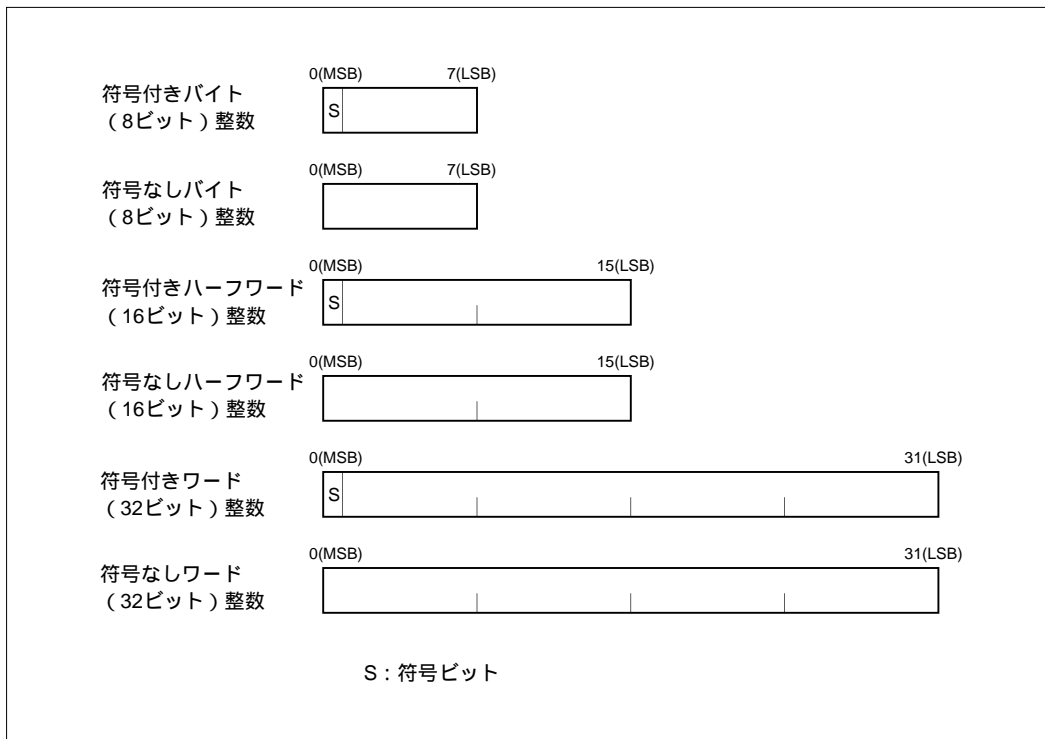 0(MSB) 7(LSB)
符号付きバイト
（8ビット）整数
S
0(MSB) 7(LSB)
符号なしバイト
（8ビット）整数
0(MSB) 15(LSB)
符号付きハーフワード
（16ビット）整数
S
0(MSB) 15(LSB)
符号なしハーフワード
（16ビット）整数
0(MSB) 31(LSB)
符号付きワード
（32ビット）整数
S
0(MSB) 31(LSB)
符号なしワード
（32ビット）整数
S：符号ビット